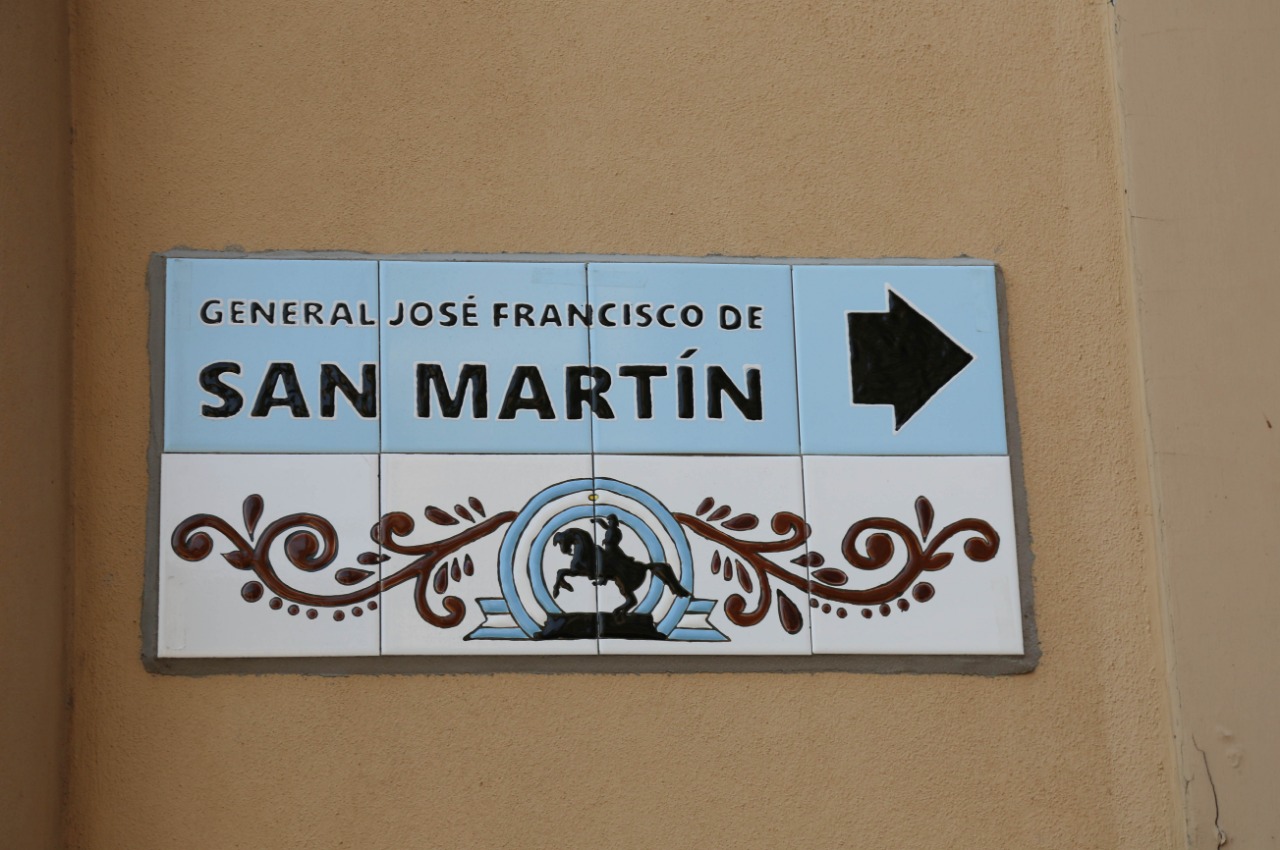 GENERAL JOSÉ FRANCISCO DE
SAN MARTÍN